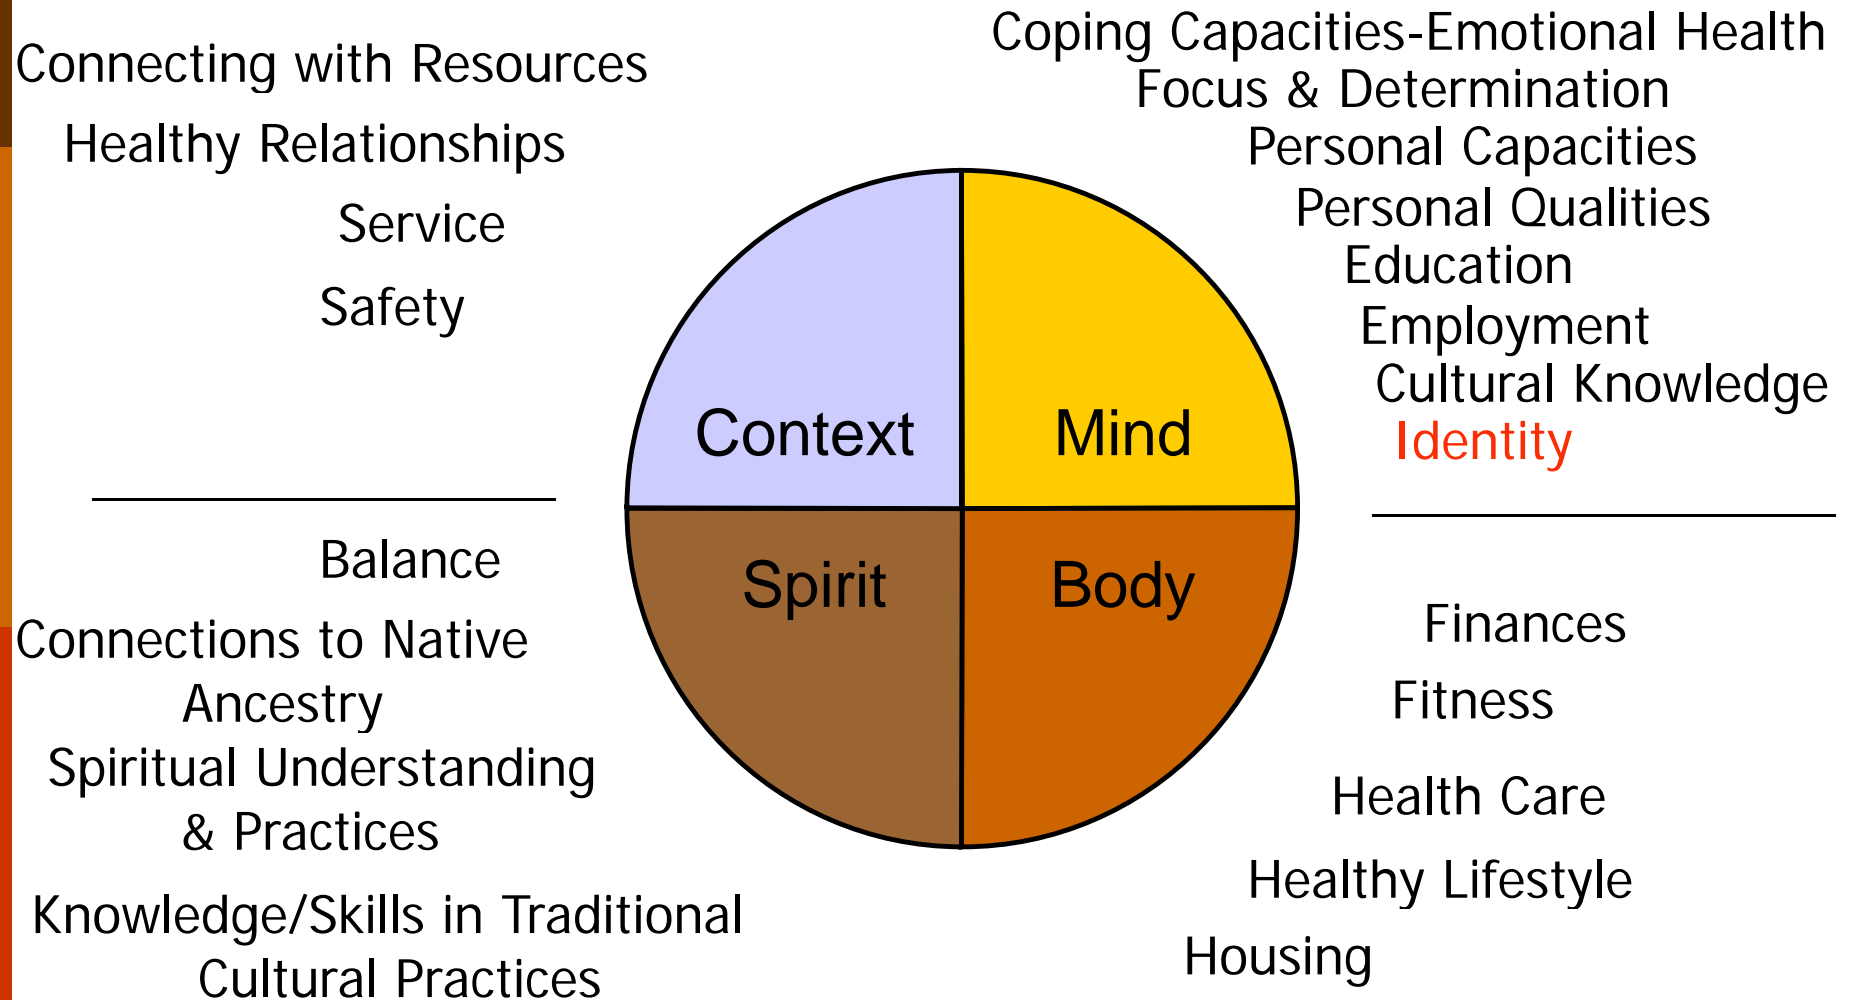 Connecting with Resources
Healthy Relationships
Service
Safety
Coping Capacities-Emotional Health
Focus & Determination
Personal Capacities
Personal Qualities
Education
Employment
Cultural Knowledge
Identity
Context
Mind
Spirit
Body
Balance
Connections to Native
Ancestry
Spiritual Understanding
& Practices
Knowledge/Skills in Traditional
Cultural Practices
Finances
Fitness
Health Care
Healthy Lifestyle
Housing